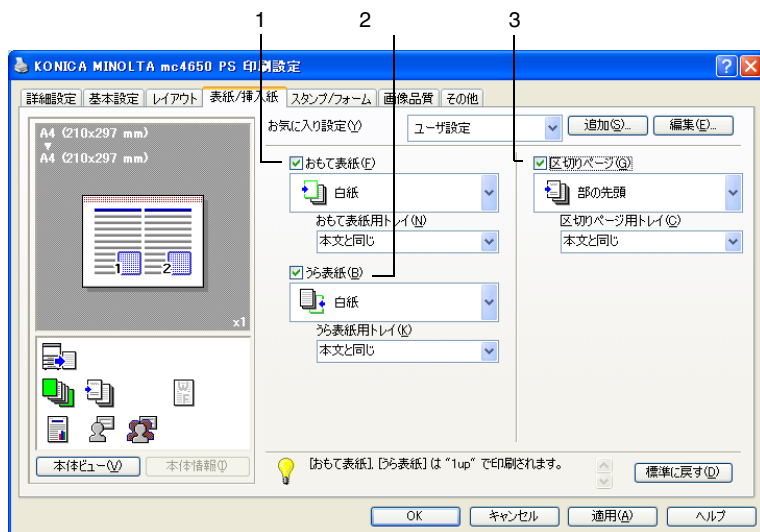 1 2 3
KONICA MINOLTA mc4650 PS 印刷設定
詳細設定 基本設定 レイアウト 表紙/挿入紙 スタンプ/フォーム 画像品質 その他
A4 (210x297 mm)
A4 (210x297 mm)
1 2
x1
本体ビュー(V) 本体情報(I)
お気に入り設定(Y) ユーザ設定 追加(S)... 編集(E)...
おもて表紙(F)
白紙
おもて表紙用トレイ(N)
本文と同じ
うら表紙(B)
白紙
うら表紙用トレイ(K)
本文と同じ
区切りページ(G)
部の先頭
区切りページ用トレイ(C)
本文と同じ
[おもて表紙], [うら表紙] は "1up" で印刷されます。
標準に戻す(D)
OK キャンセル 適用(A) ヘルプ